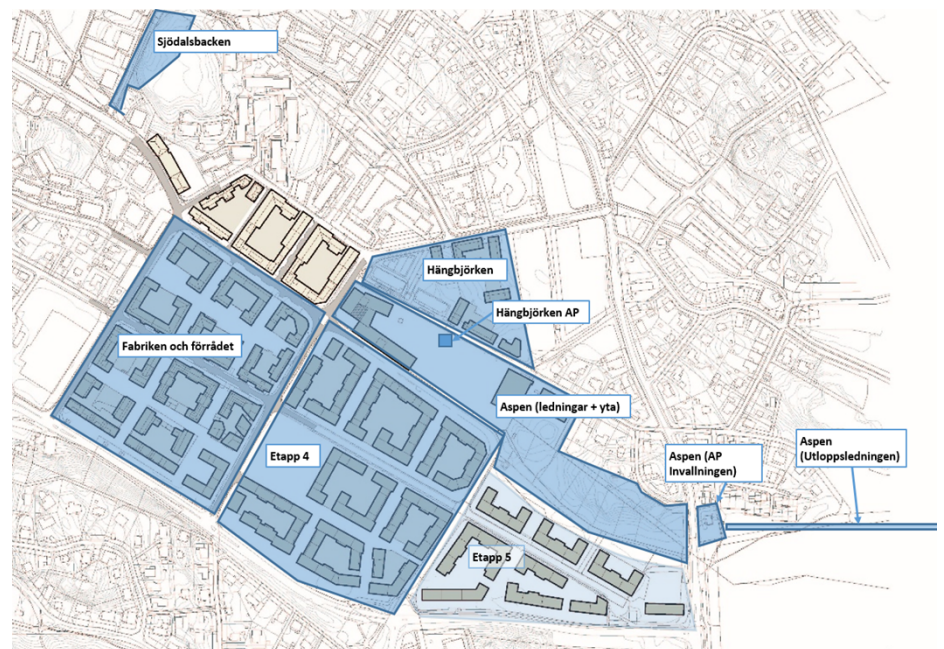 Sjödalsbacken
Hängbjörken
Hängbjörken AP
Fabriken och förrådet
Aspen (ledningar + yta)
Aspen (AP
Invallningen)
Aspen
(Utloppsledningen)
Etapp 4
Etapp 5